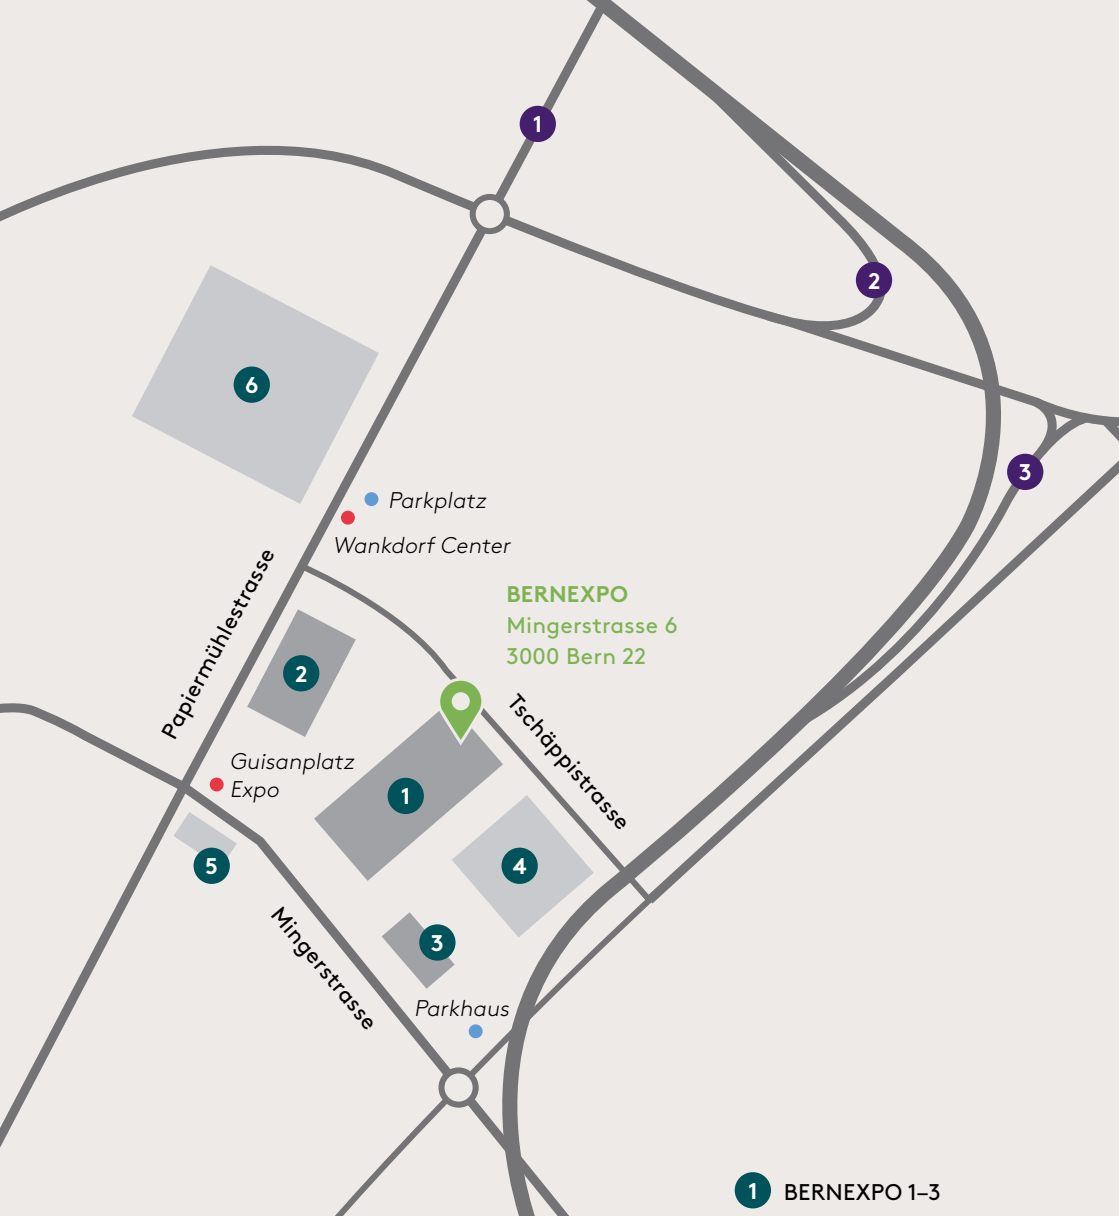 1
2
6
3
Parkplatz
Wankdorf Center
BERNEXPO
Mingerstrasse 6
3000 Bern 22
Papiermühlestrasse
2
Tschäppistrasse
Guisanplatz
Expo
1
5
4
Mingerstrasse
3
Parkhaus
1 BERNEXPO 1–3